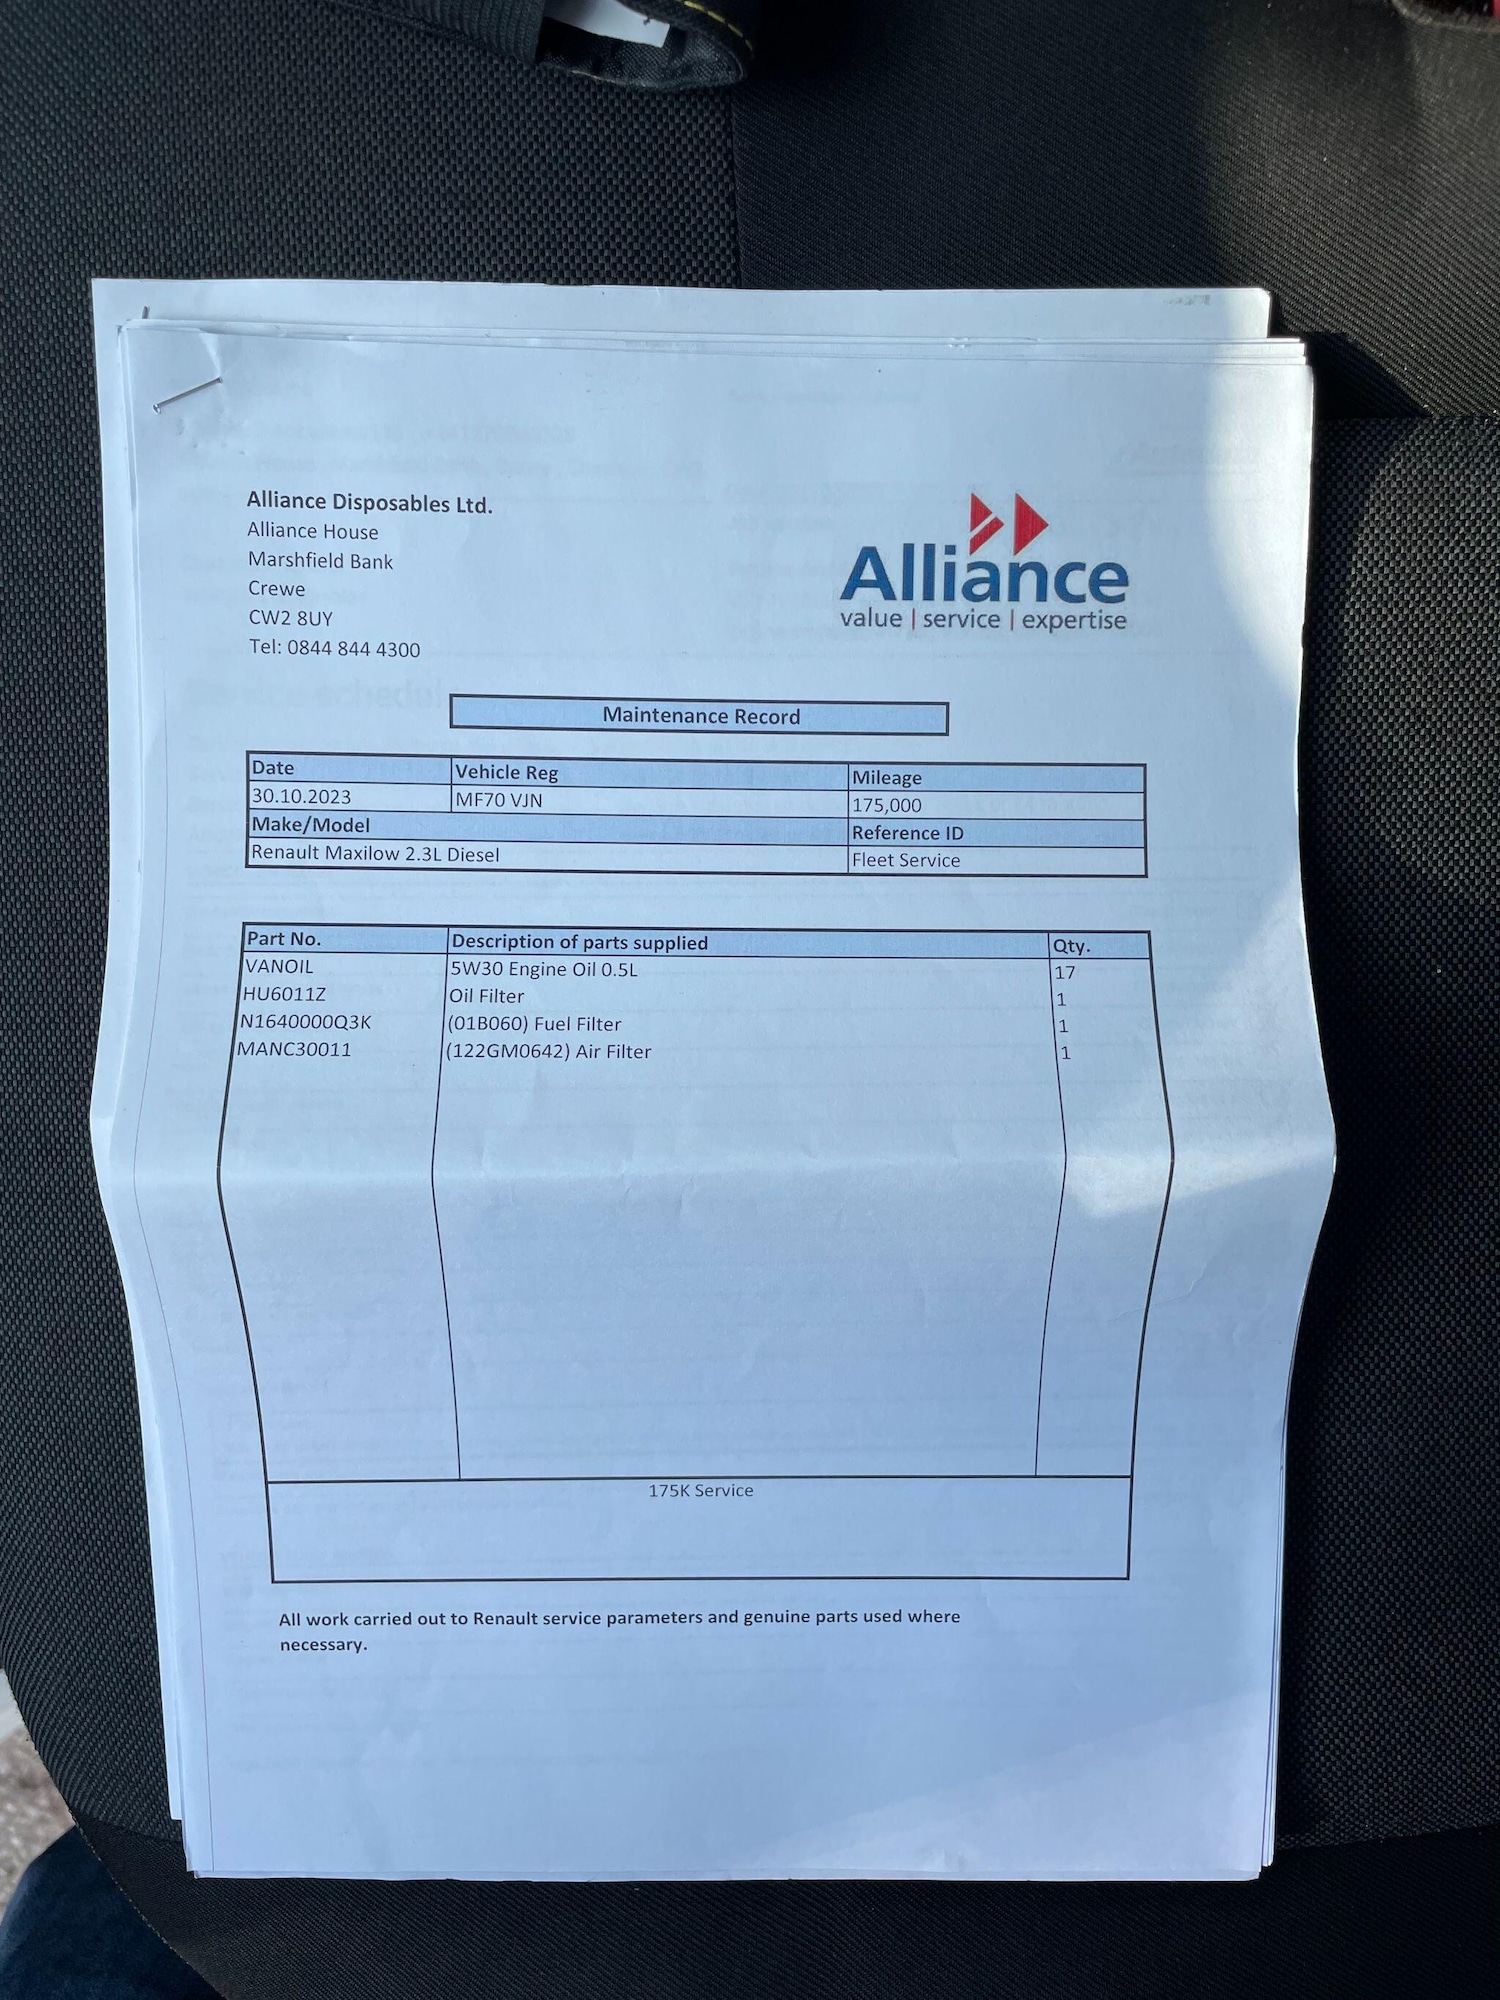 Alliance Disposables Ltd.
Alliance House
Marshfield Bank
Crewe
CW2 8UY
Tel: 0844 844 4300
Alliance
value | service | expertise
Maintenance Record
Date Vehicle Reg Mileage
30.10.2023 MF70 VJN 175,000
Make/Model Reference ID
Renault Maxilow 2.3L Diesel Fleet Service
Part No. Description of parts supplied Qty.
VANOIL 5W30 Engine Oil 0.5L 17
HU6011Z Oil Filter 1
N1640000Q3K (01B060) Fuel Filter 1
MANC30011 (122GM0642) Air Filter 1
175K Service
All work carried out to Renault service parameters and genuine parts used where
necessary.